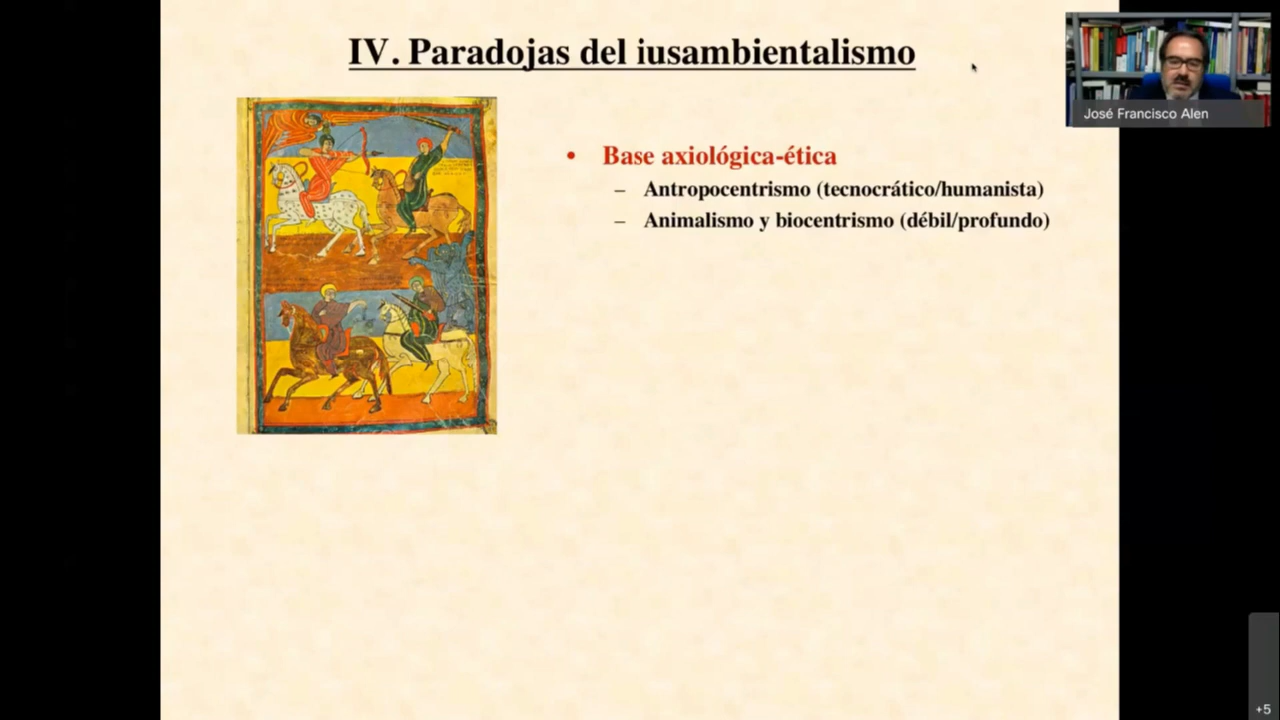 IV. Paradojas del iusambientalismo
José Francisco Alen
• Base axiológica-ética
– Antropocentrismo (tecnocrático/humanista)
– Animalismo y biocentrismo (débil/profundo)
+5